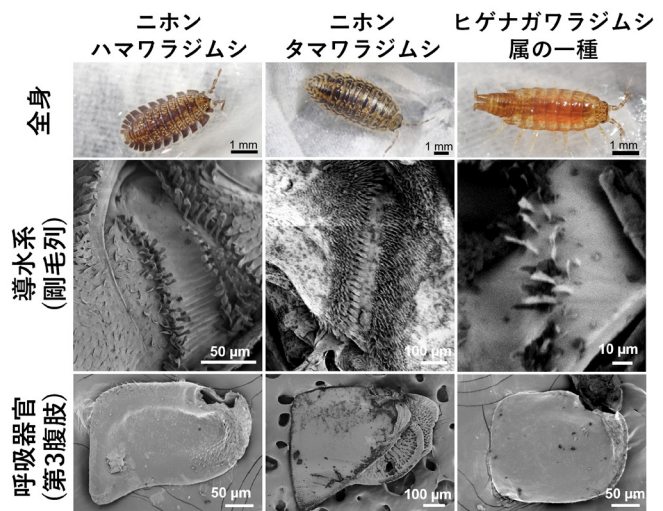 ニホン
ハマワラジムシ
ニホン
タマワラジムシ
ヒゲナガワラジムシ
属の一種
全身
1 mm
1 mm
1 mm
導水系
(剛毛列)
50 µm
100 µm
10 µm
呼吸器官
(第3腹肢)
50 µm
100 µm
50 µm